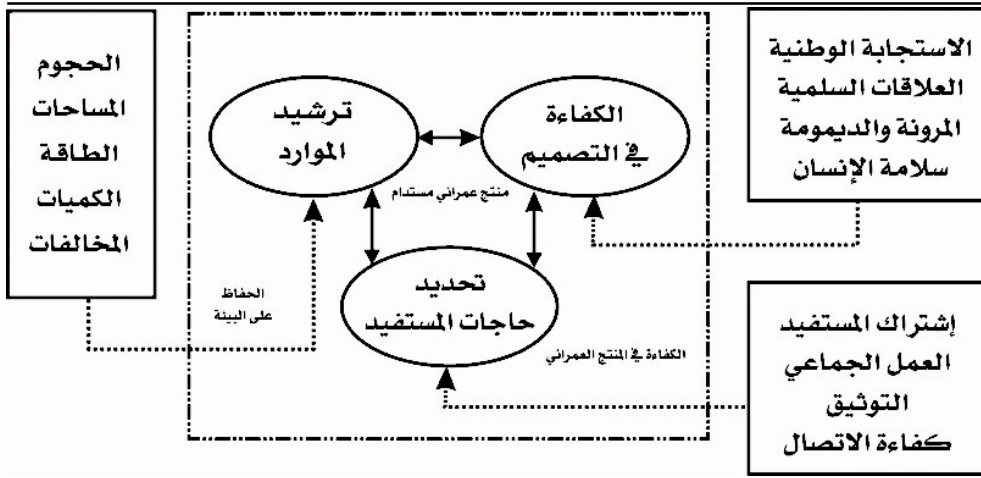 الاستجابة الوطنية
العلاقات السلمية
المرونة والديمومة
سلامة الإنسان
الكفاءة
في التصميم
ترشيد
الموارد
الحجوم
المساحات
الطاقة
الكميات
المخالفات
منتج عمراني مستدام
تحديد
حاجات المستفيد
الحفاظ
على البيئة
الكفاءة في المنتج العمراني
إشتراك المستفيد
العمل الجماعي
التوثيق
كفاءة الاتصال